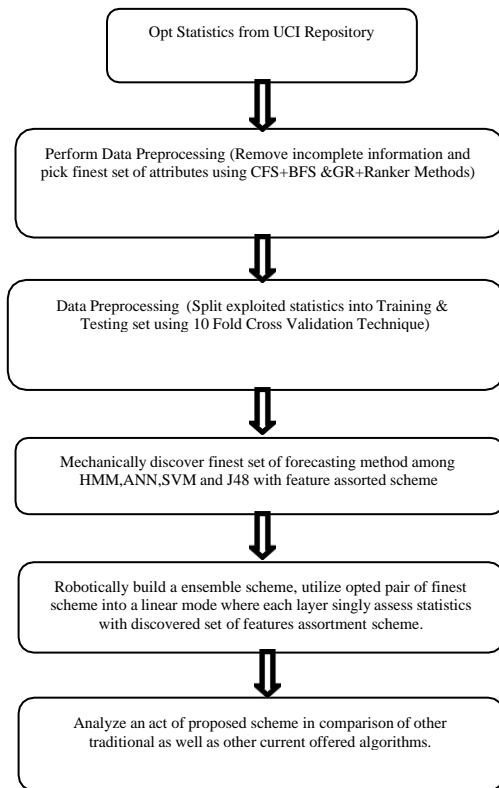 Opt Statistics from UCI Repository
Perform Data Preprocessing (Remove incomplete information and
pick finest set of attributes using CFS+BFS &GR+Ranker Methods)
Data Preprocessing (Split exploited statistics into Training &
Testing set using 10 Fold Cross Validation Technique)
Mechanically discover finest set of forecasting method among
HMM,ANN,SVM and J48 with feature assorted scheme
Robotically build a ensemble scheme, utilize opted pair of finest
scheme into a linear mode where each layer singly assess statistics
with discovered set of features assortment scheme.
Analyze an act of proposed scheme in comparison of other
traditional as well as other current offered algorithms.